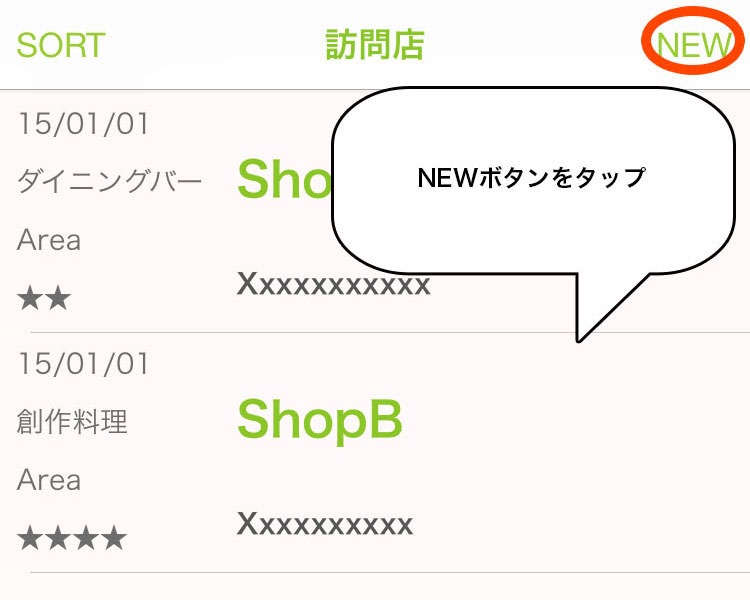 SORT
訪問店
NEW
15/01/01
ダイニングバー
Sho
NEWボタンをタップ
Area
Xxxxxxxxxxx
★★
15/01/01
創作料理
ShopB
Area
Xxxxxxxxxx
★★★★